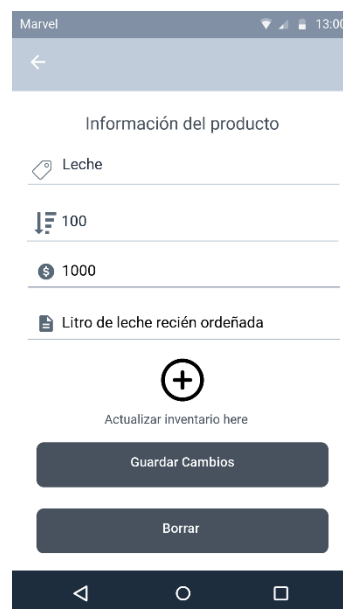 Marvel 13:00
Información del producto
Leche
100
1000
Litro de leche recién ordeñada
Actualizar inventario here
Guardar Cambios
Borrar